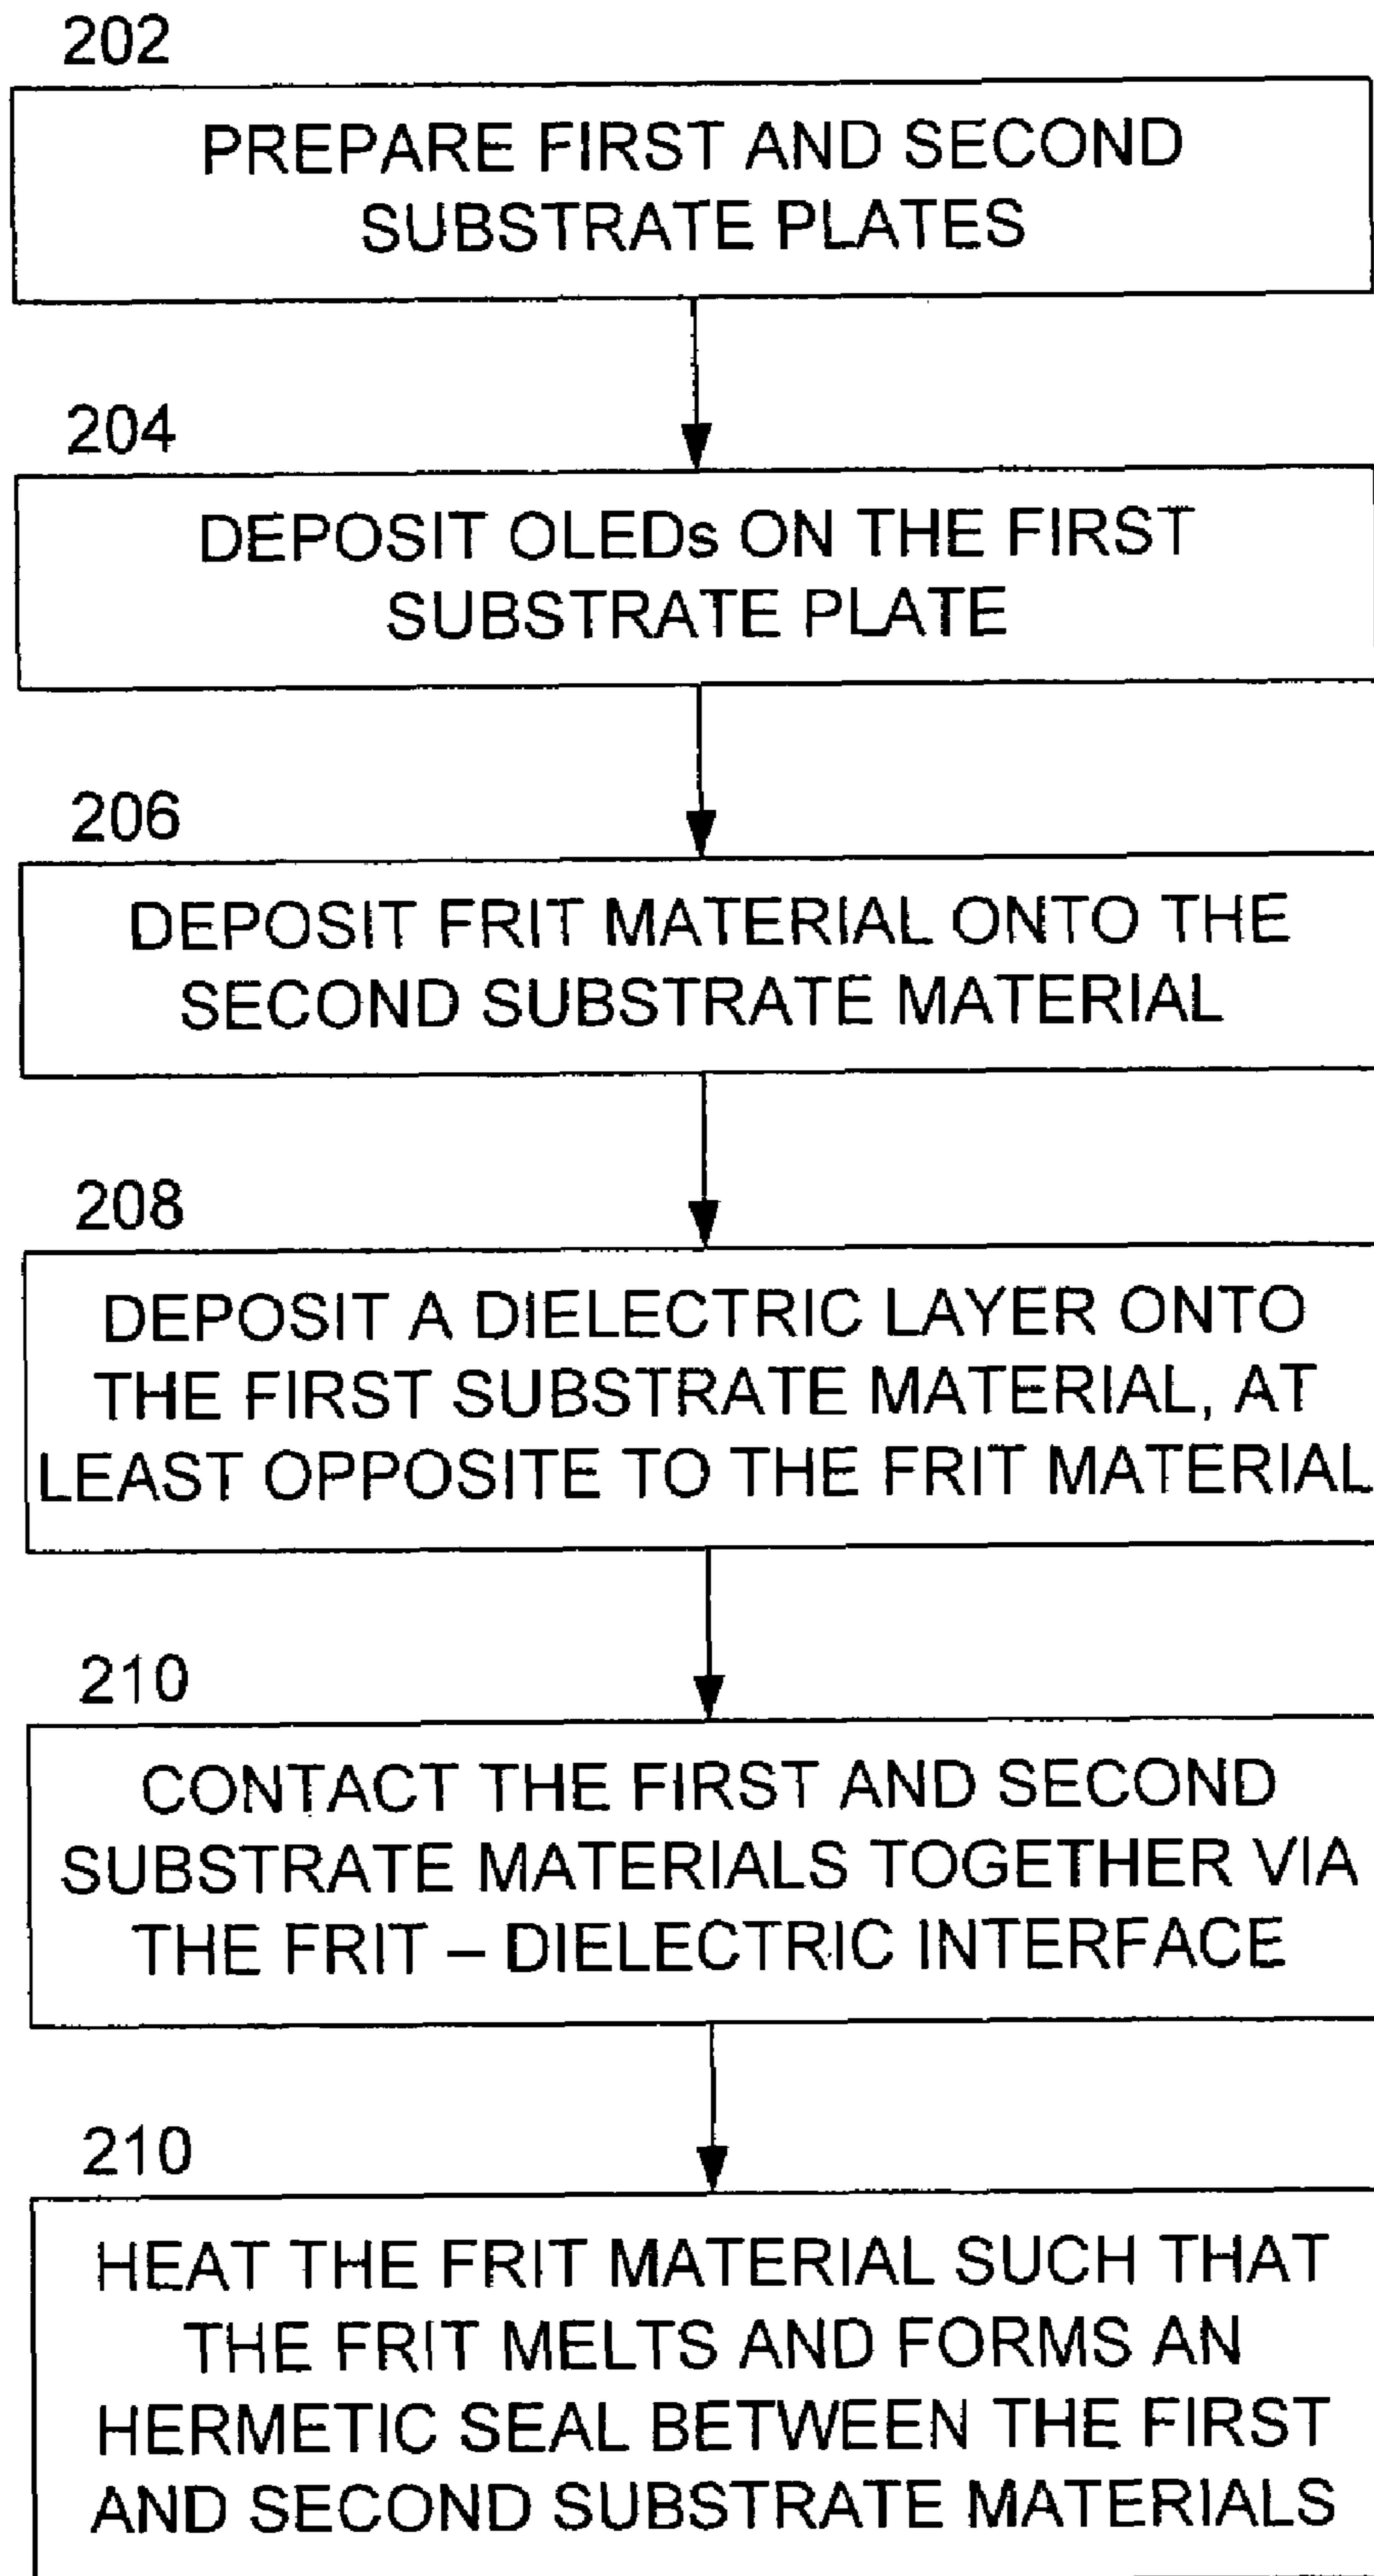 202
PREPARE FIRST AND SECOND
SUBSTRATE PLATES
204
DEPOSIT OLEDs ON THE FIRST
SUBSTRATE PLATE
206
DEPOSIT FRIT MATERIAL ONTO THE
SECOND SUBSTRATE MATERIAL
208
DEPOSIT A DIELECTRIC LAYER ONTO
THE FIRST SUBSTRATE MATERIAL, AT
LEAST OPPOSITE TO THE FRIT MATERIAL
210
CONTACT THE FIRST AND SECOND
SUBSTRATE MATERIALS TOGETHER VIA
THE FRIT – DIELECTRIC INTERFACE
210
HEAT THE FRIT MATERIAL SUCH THAT
THE FRIT MELTS AND FORMS AN
HERMETIC SEAL BETWEEN THE FIRST
AND SECOND SUBSTRATE MATERIALS